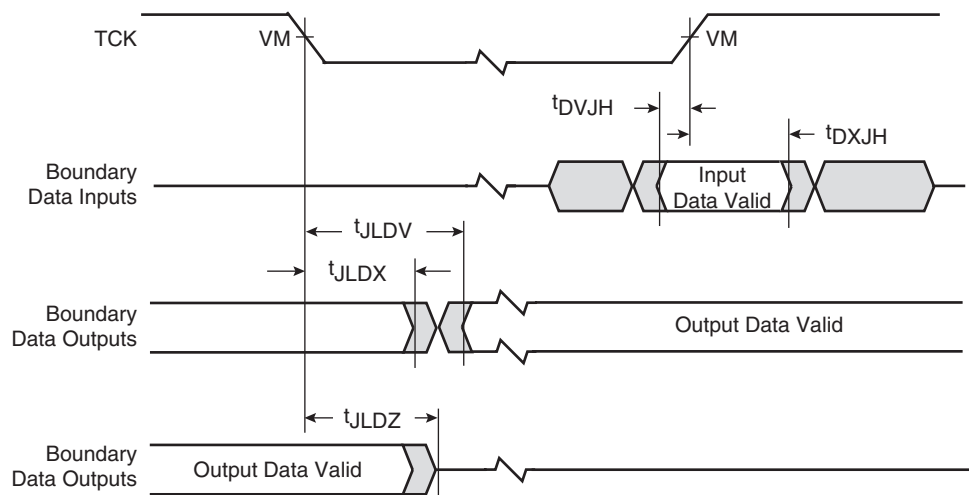 TCK
VM
VM
tDVJH
tDXJH
Boundary
Data Inputs
Input
Data Valid
tJLDV
tJLDX
Boundary
Data Outputs
Output Data Valid
tJLDZ
Boundary
Data Outputs
Output Data Valid